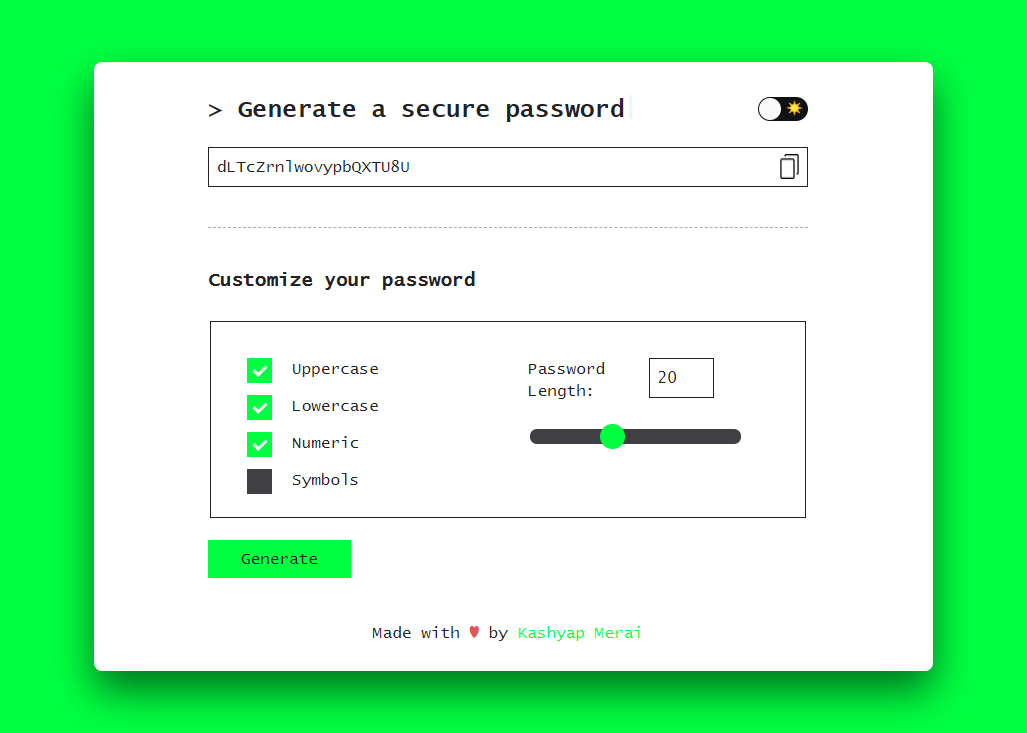 > Generate a secure password
dLTcZrnlwovypbQXTU8U
Customize your password
Uppercase
Lowercase
Numeric
Symbols
Password
Length:
20
Generate
Made with ♥ by Kashyap Merai